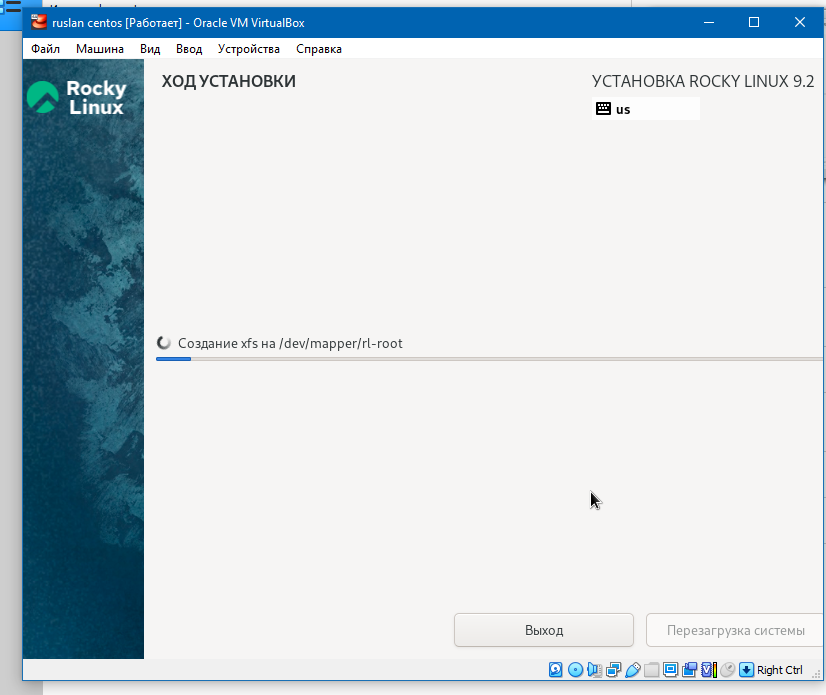 ruslan centos [Работает] - Oracle VM VirtualBox
Файл Машина Вид Ввод Устройства Справка
Rocky Linux
ХОД УСТАНОВКИ
УСТАНОВКА ROCKY LINUX 9.2
us
Создание xfs на /dev/mapper/rl-root
Выход
Перезагрузка системы
Right Ctrl